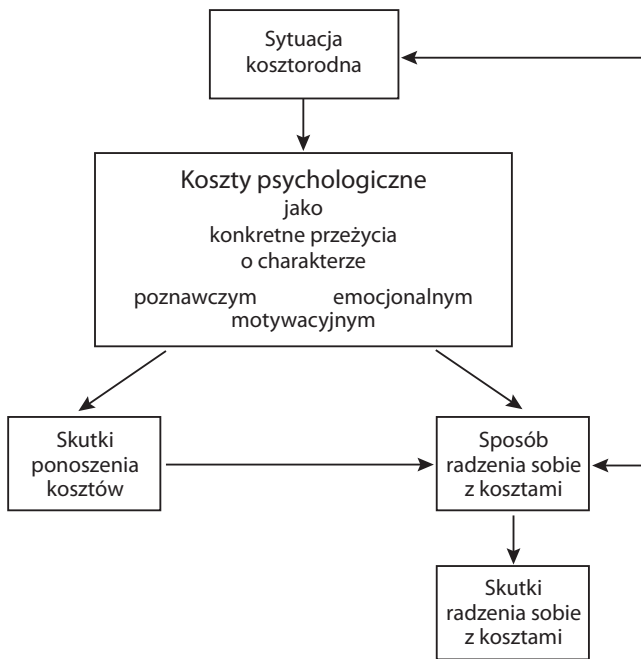 Sytuacja
kosztorodna
Koszty psychologiczne
jako
konkretne przeżycia
o charakterze
poznawczym emocjonalnym
motywacyjnym
Skutki
ponoszenia
kosztów
Sposób
radzenia sobie
z kosztami
Skutki
radzenia sobie
z kosztami